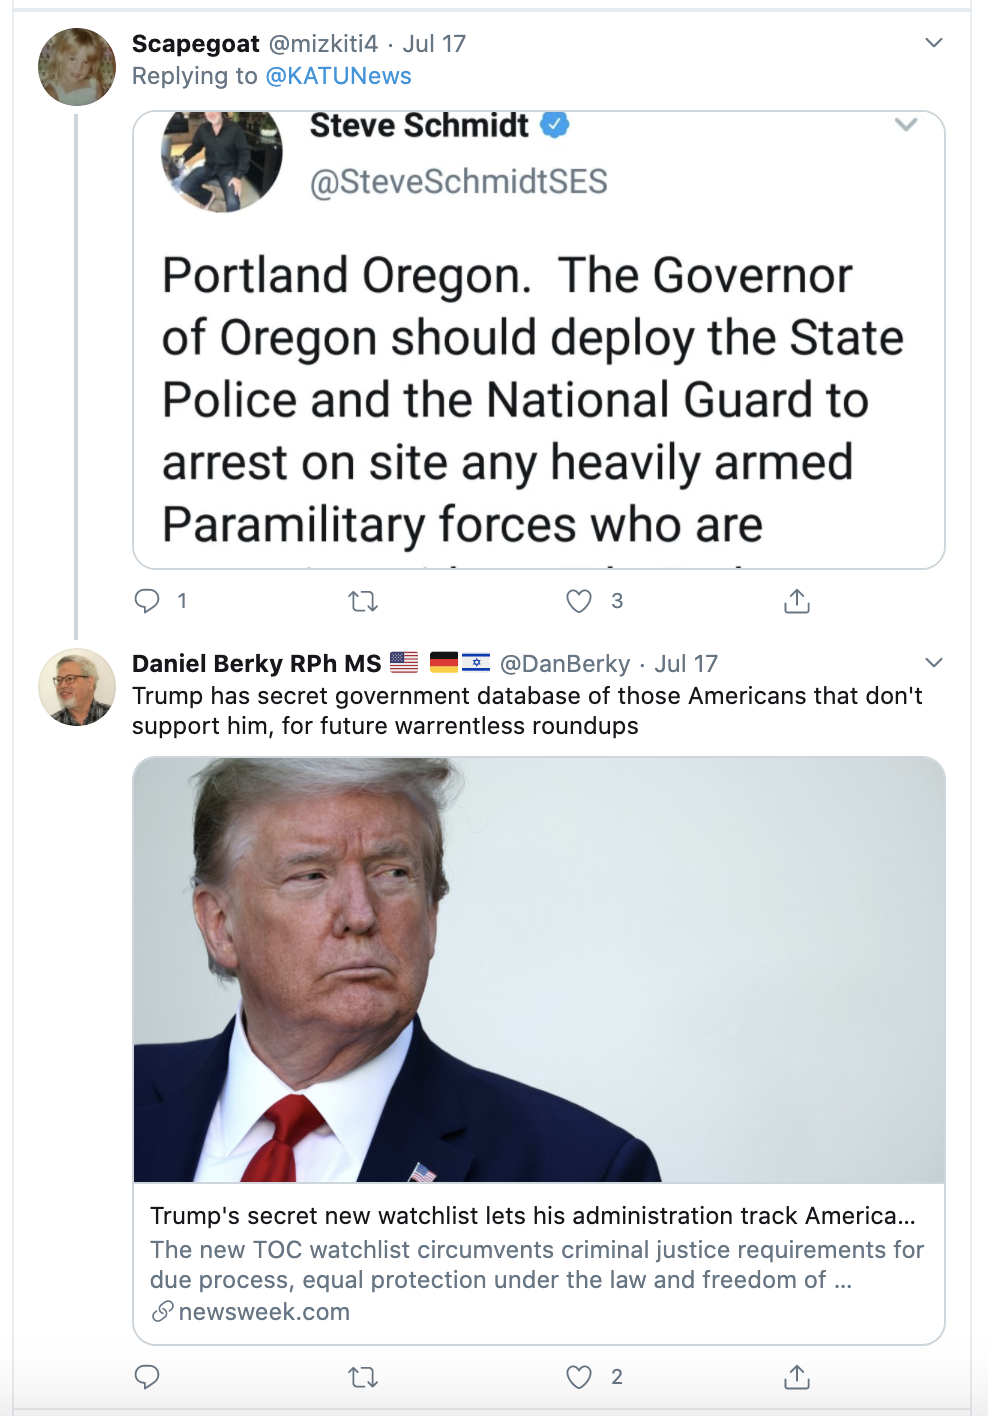 Scapegoat @mizkiti4 · Jul 17
Replying to @KATUNews
Steve Schmidt
@SteveSchmidtSES
Portland Oregon. The Governor
of Oregon should deploy the State
Police and the National Guard to
arrest on site any heavily armed
Paramilitary forces who are
1
3
Daniel Berky RPh MS 🇺🇸 🇩🇪🇮🇱 @DanBerky · Jul 17
Trump has secret government database of those Americans that don't
support him, for future warrentless roundups
Trump's secret new watchlist lets his administration track America...
The new TOC watchlist circumvents criminal justice requirements for
due process, equal protection under the law and freedom of ...
newsweek.com
2